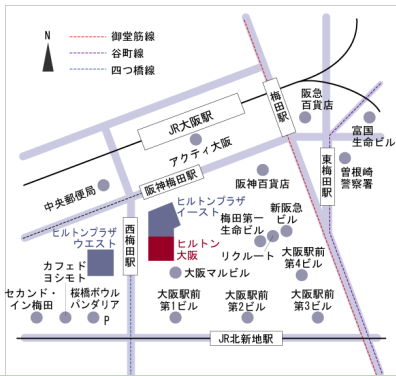 N
御堂筋線
谷町線
四つ橋線
梅田駅
阪急
百貨店
JR大阪駅
富国
生命ビル
アクティ大阪
東梅田駅
曽根崎
警察署
阪神梅田駅
中央郵便局
阪神百貨店
ヒルトンプラザ
イースト
梅田第一
生命ビル
新阪急
ビル
西梅田駅
ヒルトンプラザ
ウエスト
ヒルトン
大阪
リクルート
カフェド
ヨシモト
大阪マルビル
大阪駅前
第4ビル
セカンド・
イン梅田
桜橋ボウル
パンダリア
P
大阪駅前
第1ビル
大阪駅前
第2ビル
大阪駅前
第3ビル
JR北新地駅